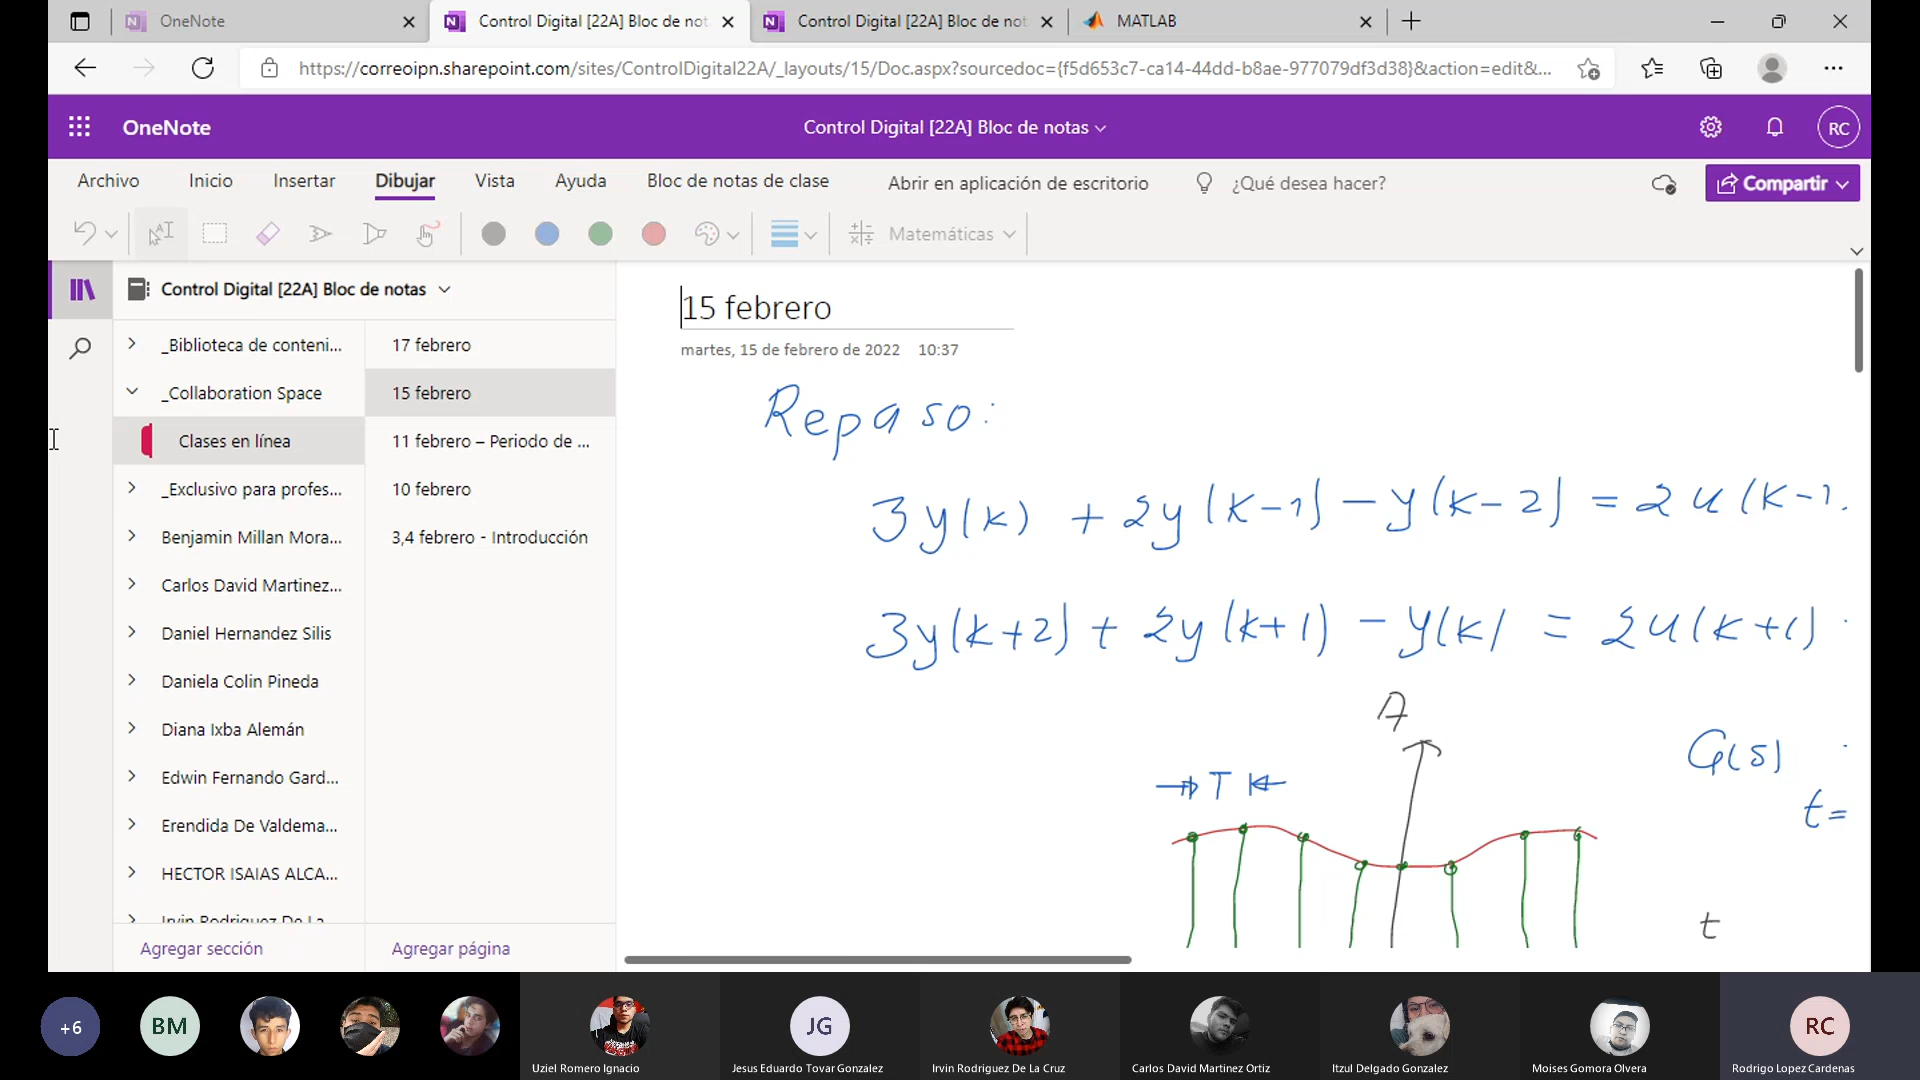 OneNote
Control Digital [22A] Bloc de not
Control Digital [22A] Bloc de not
MATLAB
https://correoipn.sharepoint.com/sites/ControlDigital22A/_layouts/15/Doc.aspx?sourcedoc={f5d653c7-ca14-44dd-b8ae-977079df3d38}&action=edit&...
OneNote
Control Digital [22A] Bloc de notas
RC
Archivo
Inicio
Insertar
Dibujar
Vista
Ayuda
Bloc de notas de clase
Abrir en aplicación de escritorio
¿Qué desea hacer?
Compartir
Matemáticas
Control Digital [22A] Bloc de notas
_Biblioteca de conteni...
_Collaboration Space
Clases en línea
_Exclusivo para profes...
Benjamin Millan Mora...
Carlos David Martinez...
Daniel Hernandez Silis
Daniela Colin Pineda
Diana Ixba Alemán
Edwin Fernando Gard...
Erendida De Valdema...
HECTOR ISAIAS ALCA...
Irvin Rodriguez De La
Agregar sección
17 febrero
15 febrero
11 febrero – Periodo de ...
10 febrero
3,4 febrero - Introducción
Agregar página
15 febrero
martes, 15 de febrero de 2022 10:37
Repaso:
3y(k) + 2y(k-1) - y(k-2) = 2u(k-1
3y(k+2) + 2y(k+1) - y(k) = 2u(k+1)
A
G(s)
T
t=
t
+6
BM
JG
RC
Uziel Romero Ignacio
Jesus Eduardo Tovar Gonzalez
Irvin Rodriguez De La Cruz
Carlos David Martinez Ortiz
Itzul Delgado Gonzalez
Moises Gomora Olvera
Rodrigo Lopez Cardenas